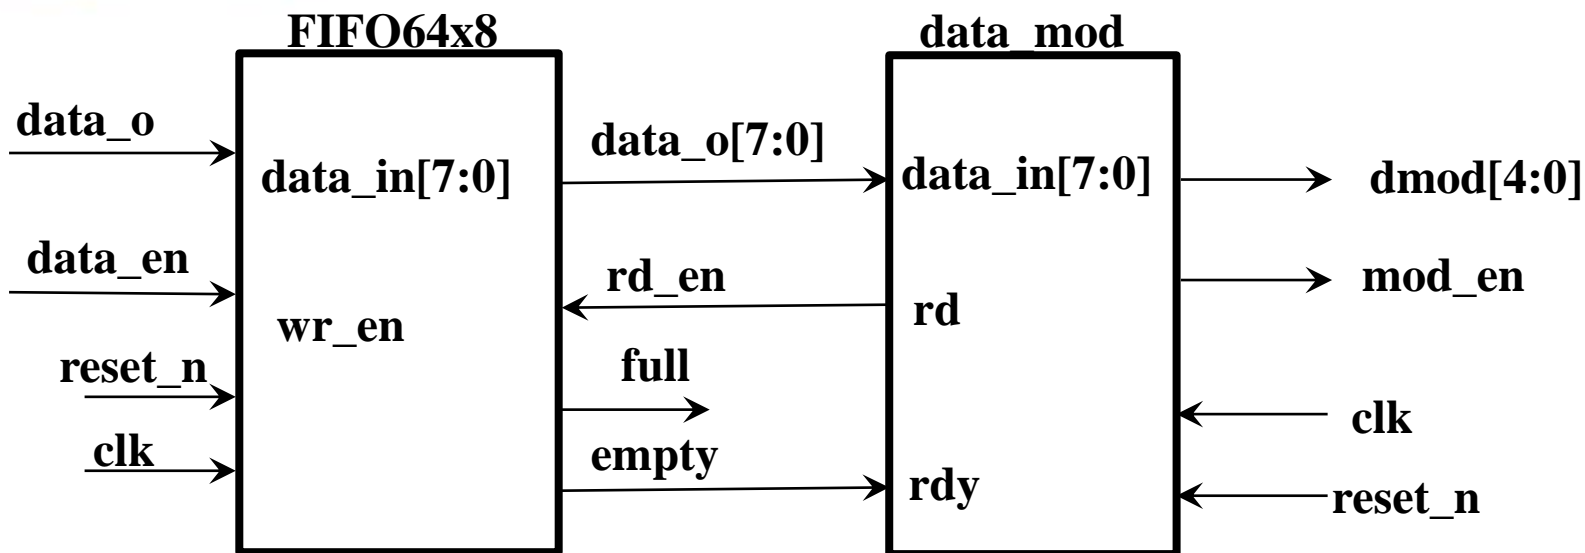 FIFO64x8
data_mod
data_o
data_o[7:0]
data_in[7:0]
data_in[7:0]
dmod[4:0]
data_en
rd_en
mod_en
wr_en
rd
reset_n
full
clk
clk
empty
rdy
reset_n